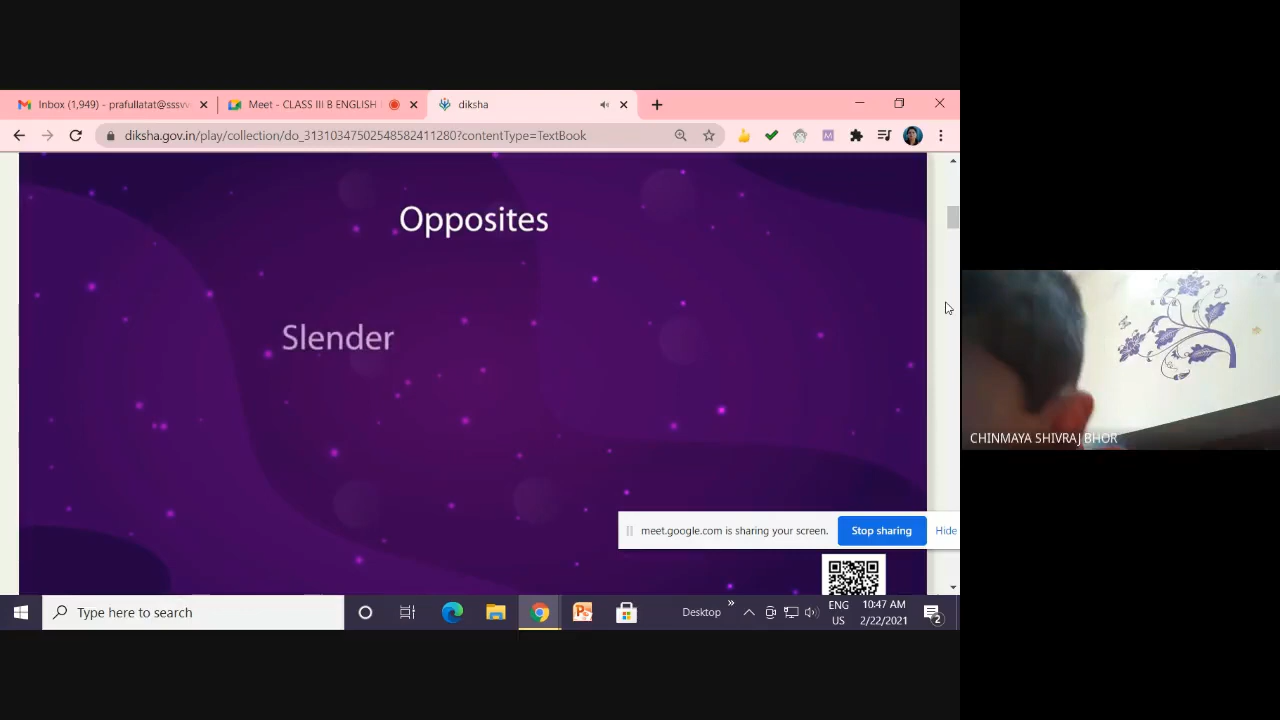 Inbox (1,949) - prafullatat@sssv
Meet - CLASS III B ENGLISH
diksha
diksha.gov.in/play/collection/do_31310347502548582411280?contentType=TextBook
M
Opposites
Slender
CHINMAYA SHIVRAJ BHOR
meet.google.com is sharing your screen.
Stop sharing
Hide
Type here to search
Desktop
ENG
US
10:47 AM
2/22/2021
2